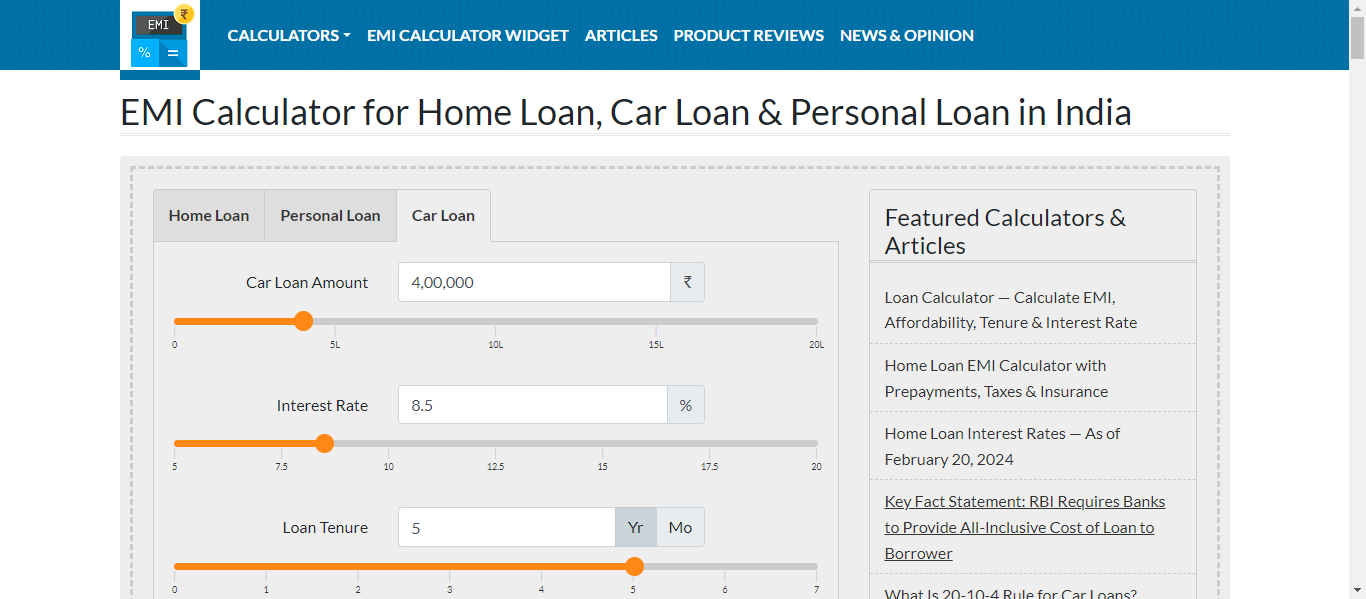 EMI
₹
%
=
CALCULATORS
EMI CALCULATOR WIDGET
ARTICLES
PRODUCT REVIEWS
NEWS & OPINION
EMI Calculator for Home Loan, Car Loan & Personal Loan in India
Home Loan
Personal Loan
Car Loan
Car Loan Amount
4,00,000
₹
0
5L
10L
15L
20L
Interest Rate
8.5
%
5
7.5
10
12.5
15
17.5
20
Loan Tenure
5
Yr
Mo
0
1
2
3
4
5
6
7
Featured Calculators &
Articles
Loan Calculator — Calculate EMI,
Affordability, Tenure & Interest Rate
Home Loan EMI Calculator with
Prepayments, Taxes & Insurance
Home Loan Interest Rates — As of
February 20, 2024
Key Fact Statement: RBI Requires Banks
to Provide All-Inclusive Cost of Loan to
Borrower
What Is 20-10-4 Rule for Car Loans?